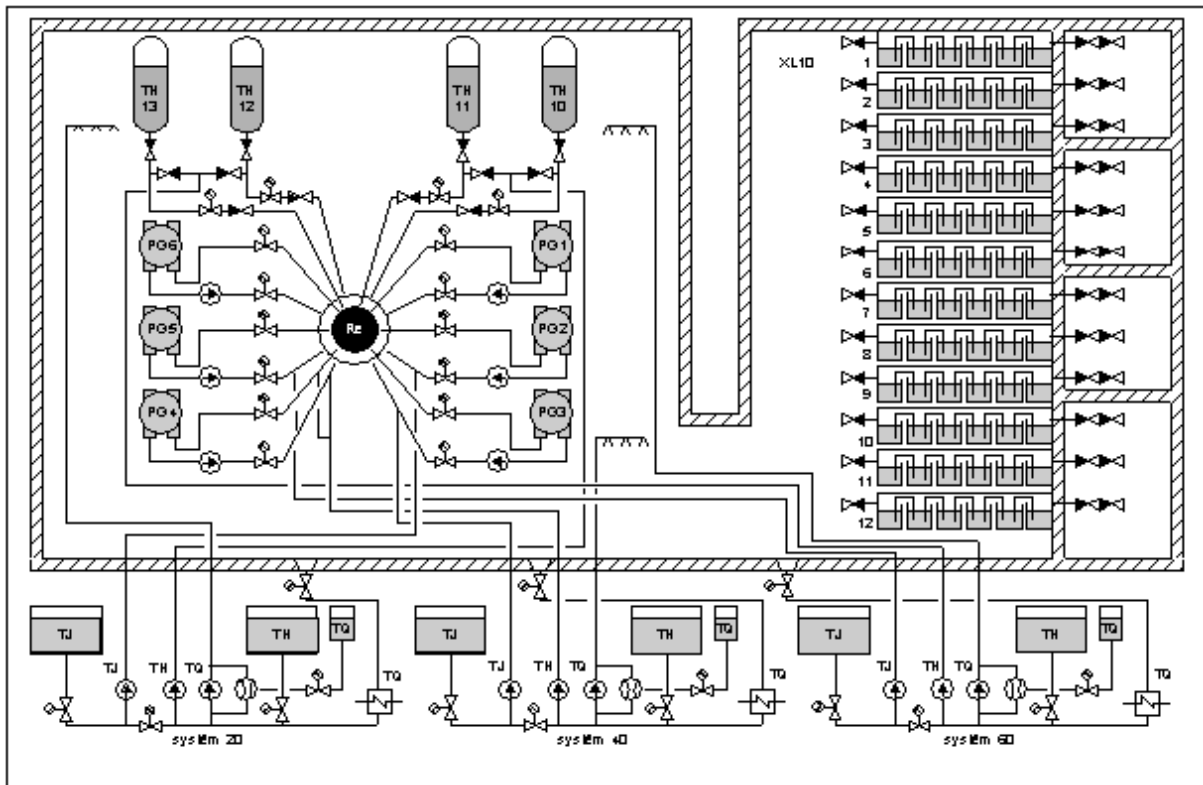 TH 13
TH 12
TH 11
TH 10
XL10
1
2
3
4
5
6
7
8
9
10
11
12
PG6
PG1
PG5
Re
PG2
PG4
PG3
TJ
TH
TQ
TJ
TH
TQ
TJ
TH
TQ
TJ
TH
TQ
TQ
TJ
TH
TQ
TQ
TJ
TH
TQ
TQ
systém 20
systém 40
systém 60